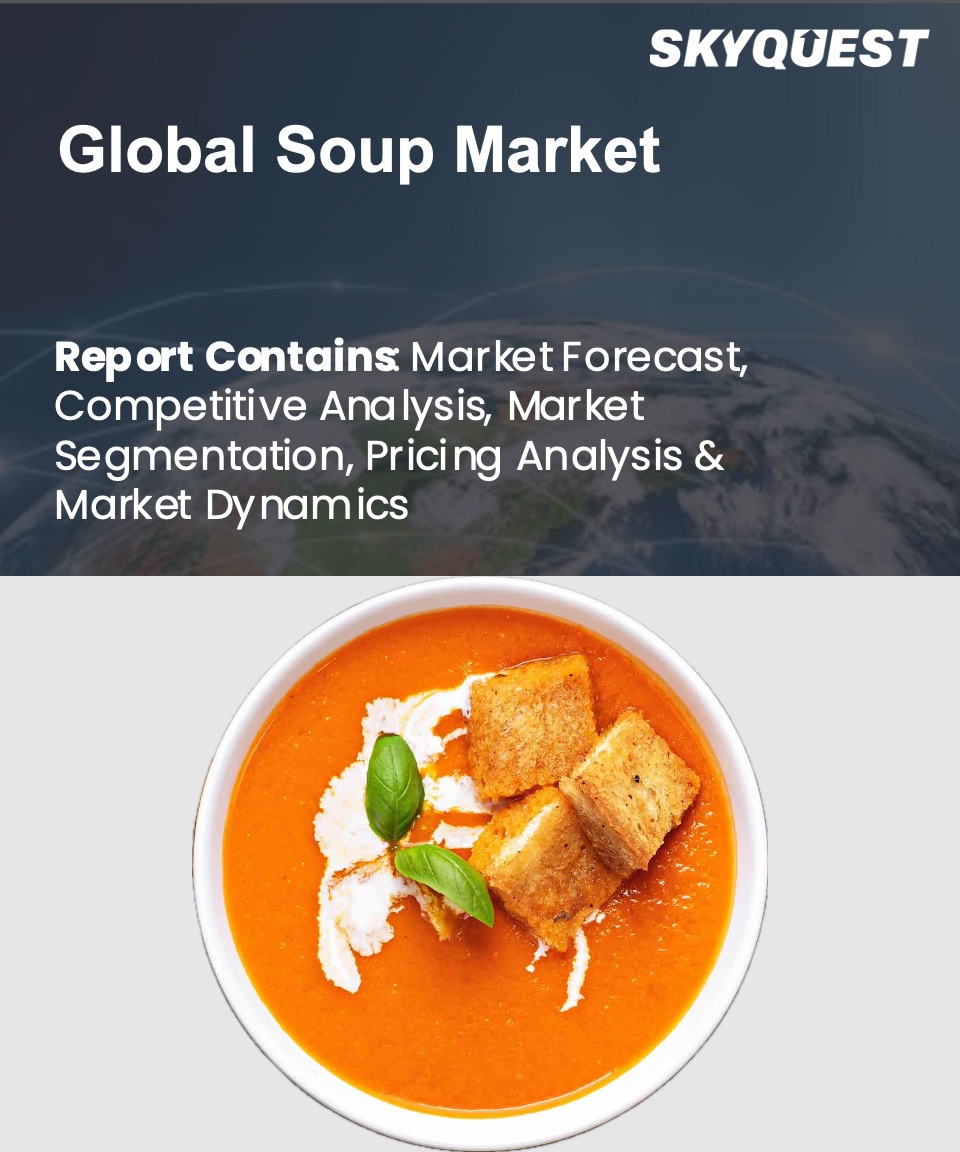 SKYQUEST
Global Soup Market
Report Contains: Market Forecast,
Competitive Analysis, Market
Segmentation, Pricing Analysis &
Market Dynamics